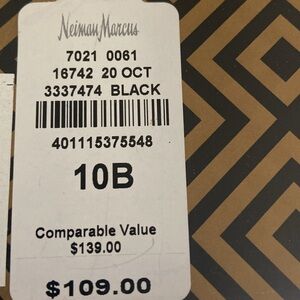 Neiman Marcus
7021 0061
16742 20 OCT
3337474 BLACK
401115375548
10B
Comparable Value
$139.00
$109.00